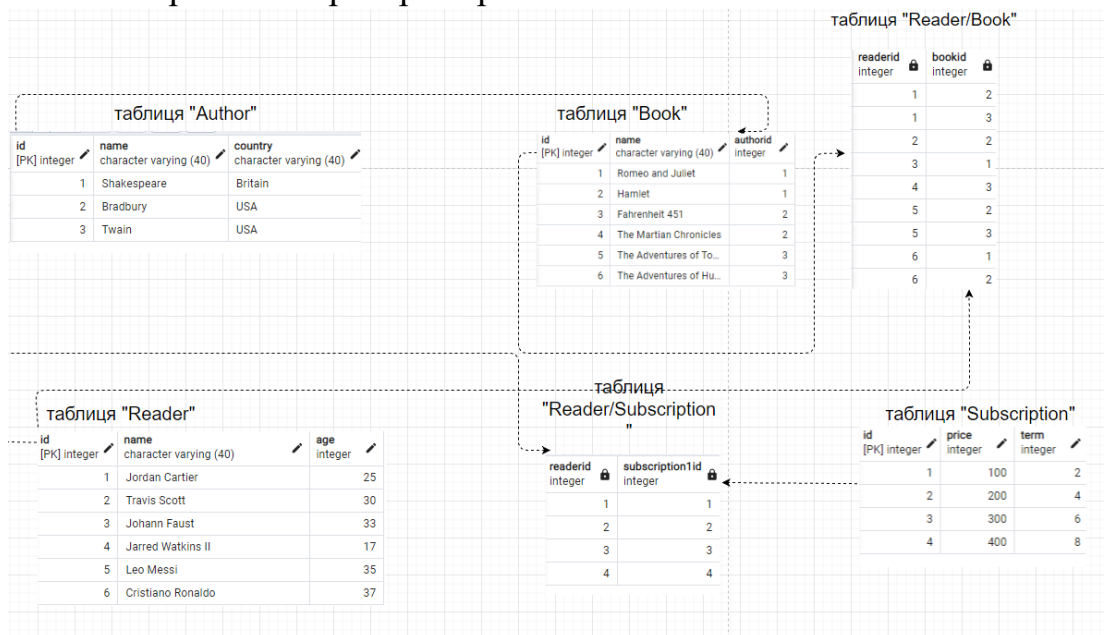 таблиця "Reader/Book"
readerid bookid
integer integer
1 2
1 3
2 2
3 1
4 3
5 2
5 3
6 1
6 2
таблиця "Author"
id name country
[PK] integer character varying (40) character varying (40)
1 Shakespeare Britain
2 Bradbury USA
3 Twain USA
таблиця "Book"
id name authorid
[PK] integer character varying (40) integer
1 Romeo and Juliet 1
2 Hamlet 1
3 Fahrenheit 451 2
4 The Martian Chronicles 2
5 The Adventures of To... 3
6 The Adventures of Hu... 3
таблиця "Reader"
id name age
[PK] integer character varying (40) integer
1 Jordan Cartier 25
2 Travis Scott 30
3 Johann Faust 33
4 Jarred Watkins II 17
5 Leo Messi 35
6 Cristiano Ronaldo 37
таблиця
"Reader/Subscription
"
readerid subscription1id
integer integer
1 1
2 2
3 3
4 4
таблиця "Subscription"
id price term
[PK] integer integer integer
1 100 2
2 200 4
3 300 6
4 400 8